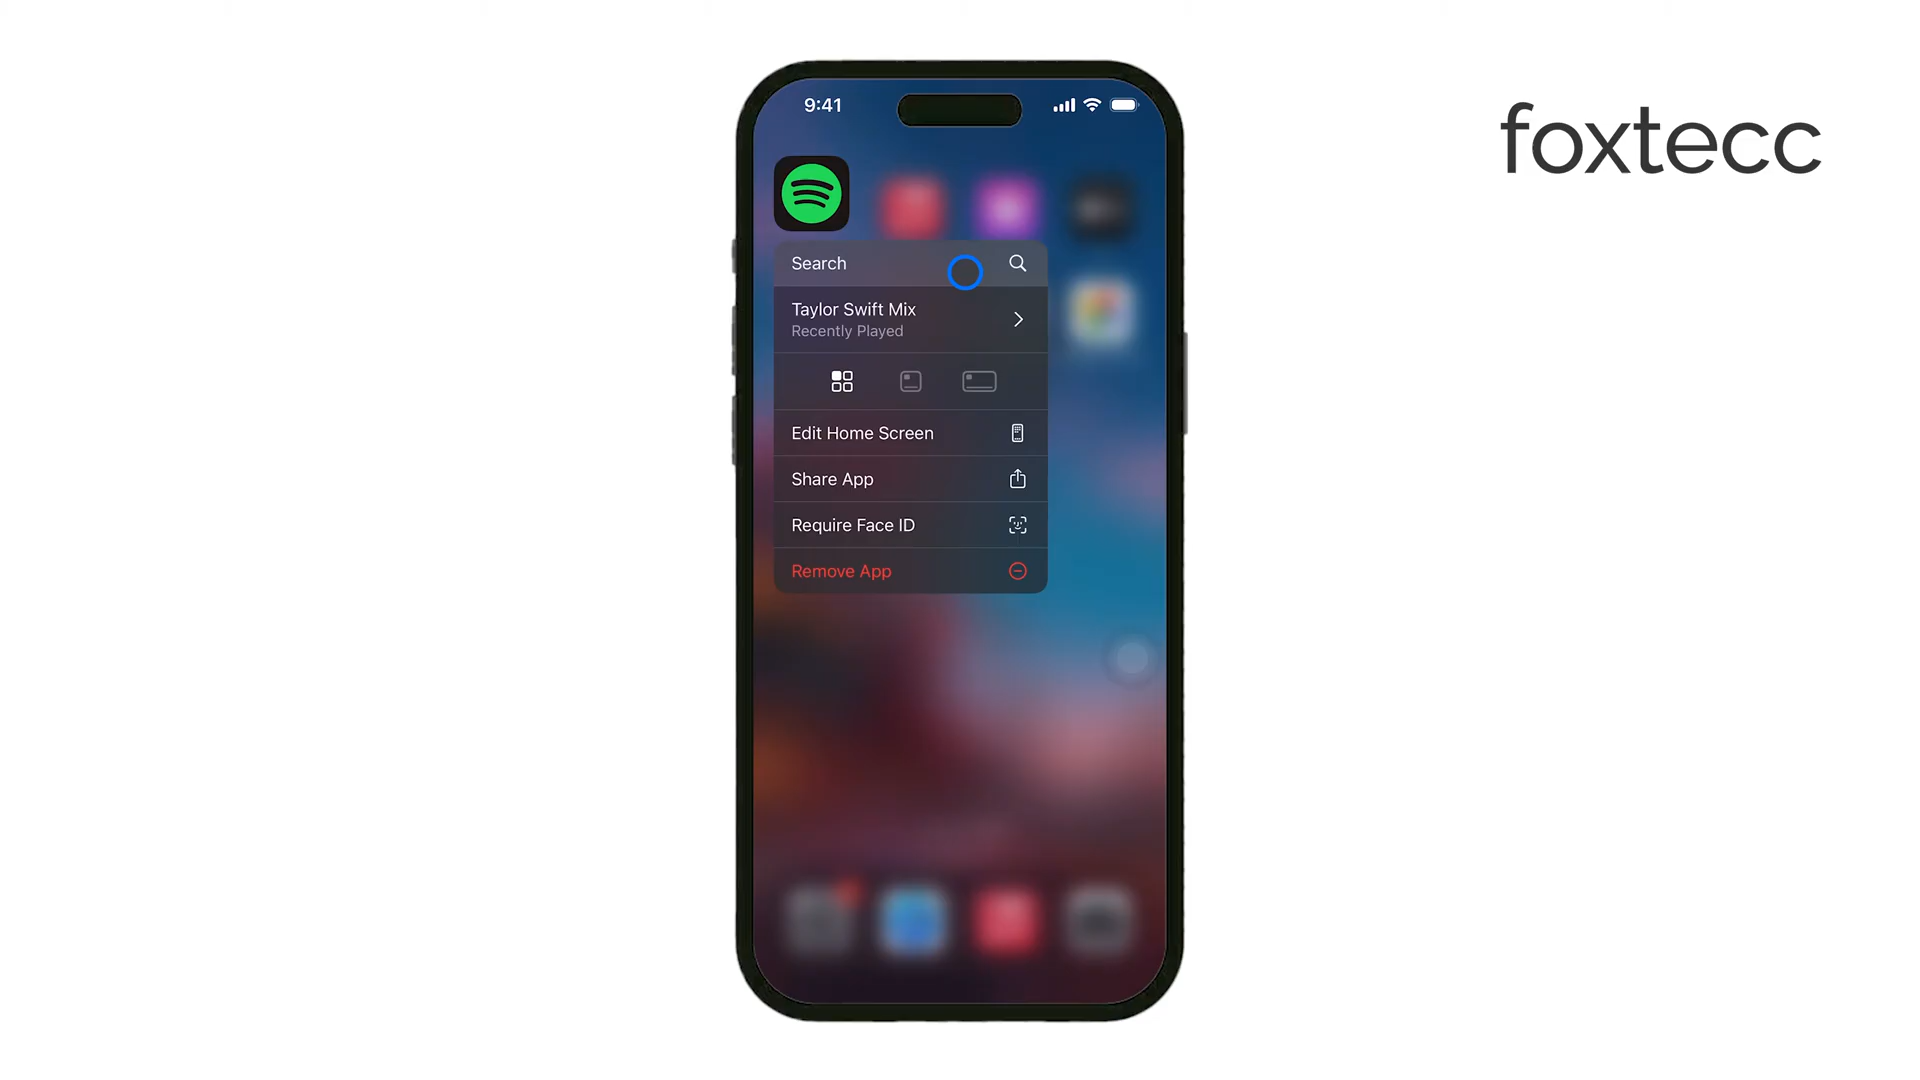 foxtecc
9:41
Search
Taylor Swift Mix
Recently Played
Edit Home Screen
Share App
Require Face ID
Remove App